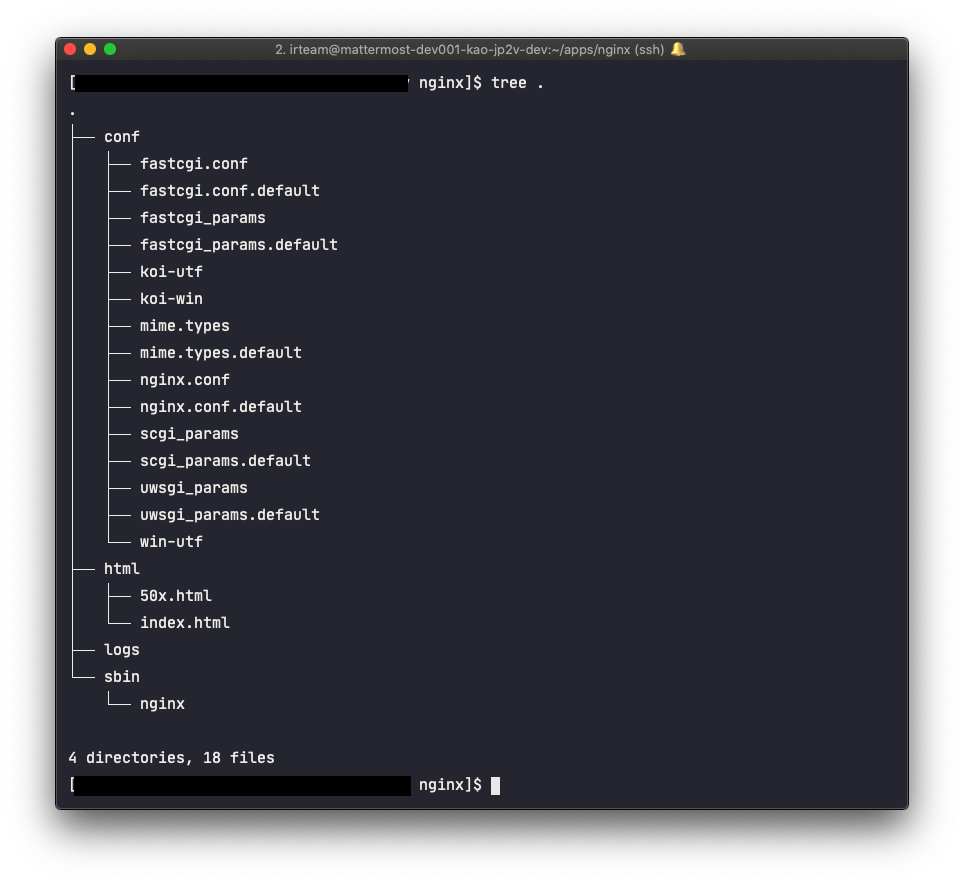 2. irteam@mattermost-dev001-kao-jp2v-dev:~/apps/nginx (ssh) 🔔
[ nginx]$ tree .
.
├── conf
│   ├── fastcgi.conf
│   ├── fastcgi.conf.default
│   ├── fastcgi_params
│   ├── fastcgi_params.default
│   ├── koi-utf
│   ├── koi-win
│   ├── mime.types
│   ├── mime.types.default
│   ├── nginx.conf
│   ├── nginx.conf.default
│   ├── scgi_params
│   ├── scgi_params.default
│   ├── uwsgi_params
│   ├── uwsgi_params.default
│   └── win-utf
├── html
│   ├── 50x.html
│   └── index.html
├── logs
└── sbin
    └── nginx
4 directories, 18 files
[ nginx]$